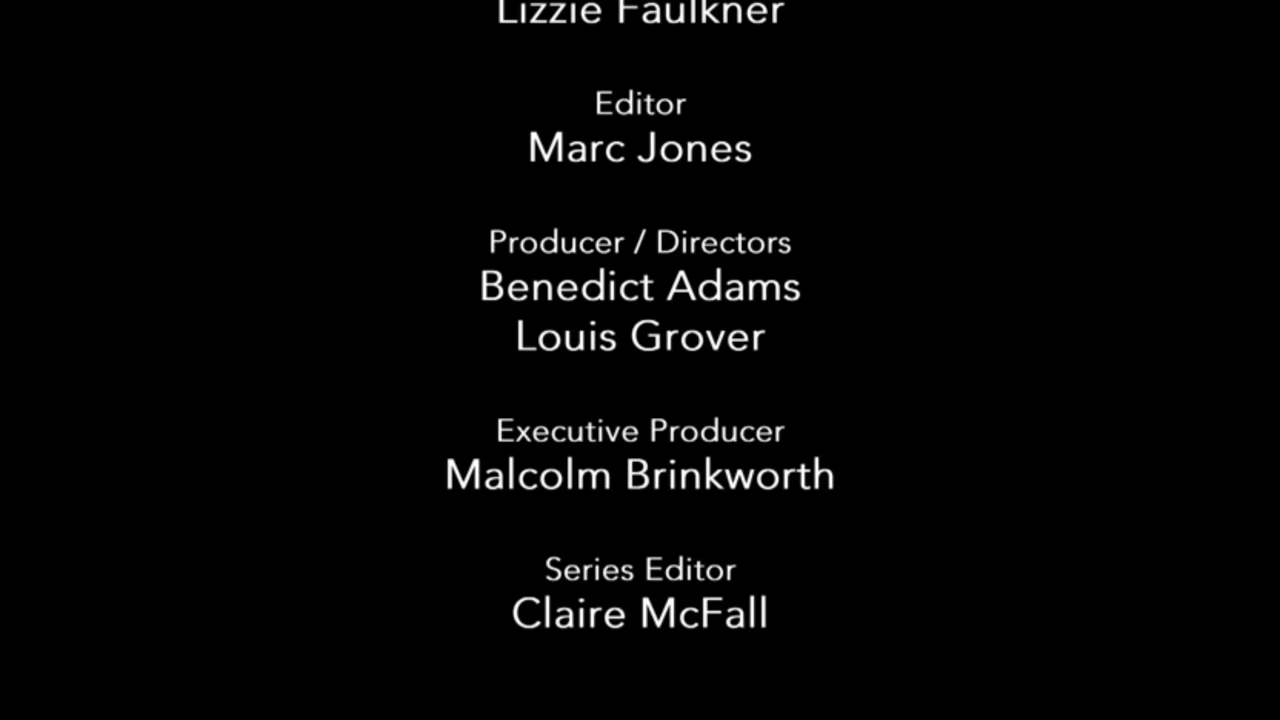 Lizzie Faulkner
Editor
Marc Jones
Producer / Directors
Benedict Adams
Louis Grover
Executive Producer
Malcolm Brinkworth
Series Editor
Claire McFall